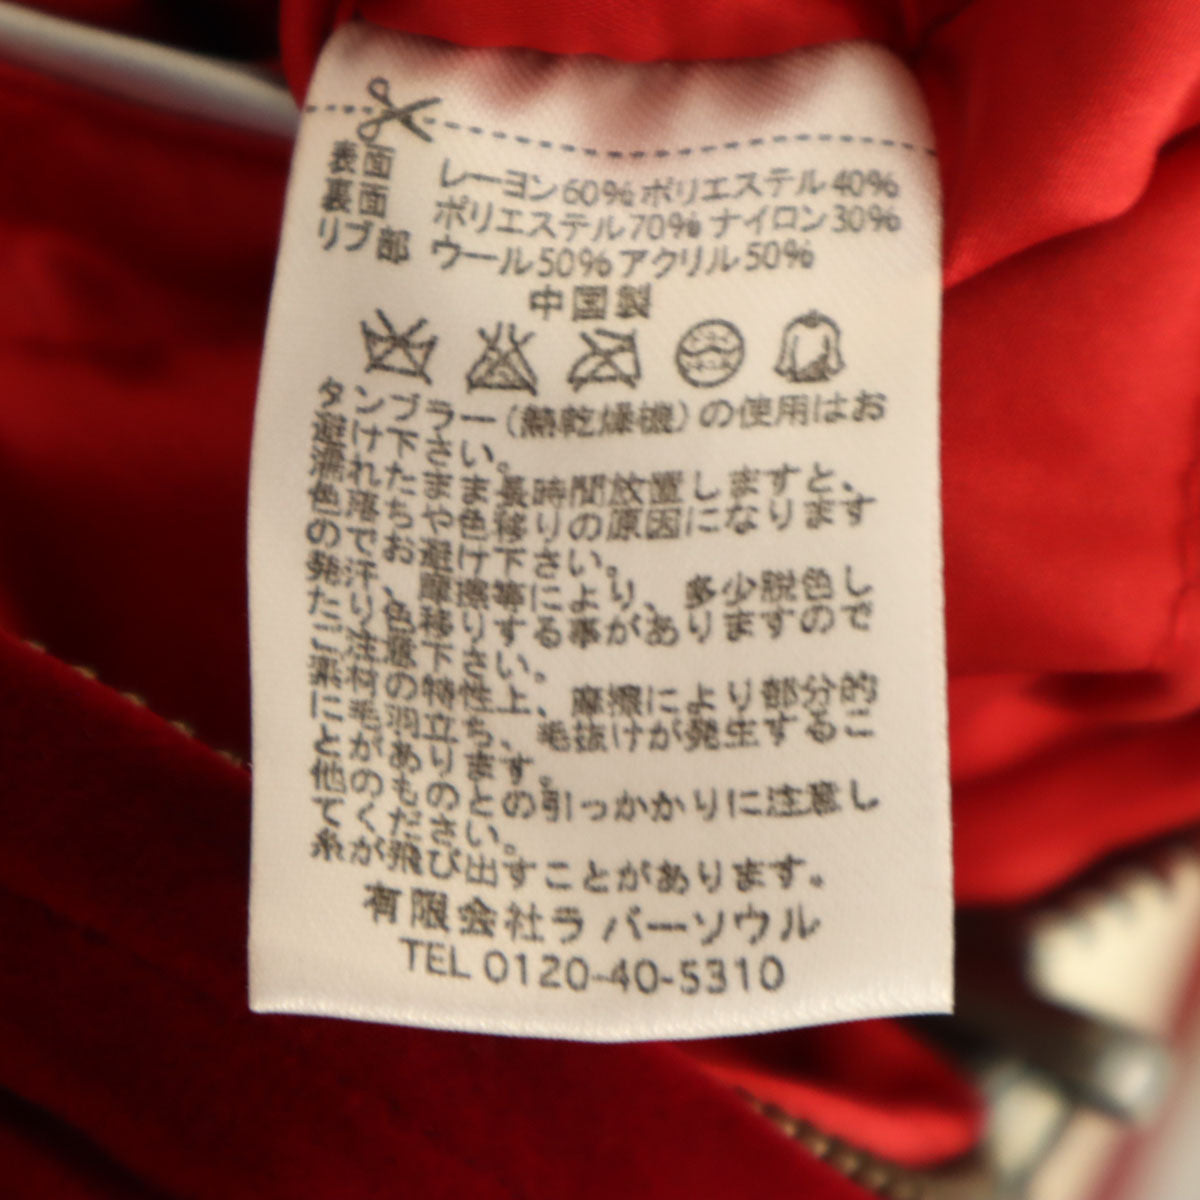 表面 レーヨン60% ポリエステル40%
裏面 ポリエステル70% ナイロン30%
リブ部 ウール50% アクリル50%
中国製
タンブラー(熱乾燥機)の使用はお
避け下さい。
濡れたまま長時間放置しますと、
色落ちや色移りの原因になります
のでお避け下さい。
発汗、摩擦等により、多少脱色し
たり色移りする事がありますので
ご注意下さい。
素材の特性上、摩擦により部分的
に毛羽立ち、毛抜けが発生するこ
とがあります。
他のものとの引っかかりに注意し
てください。
糸が飛び出すことがあります。
有限会社ラ バーソウル
TEL 0120-40-5310